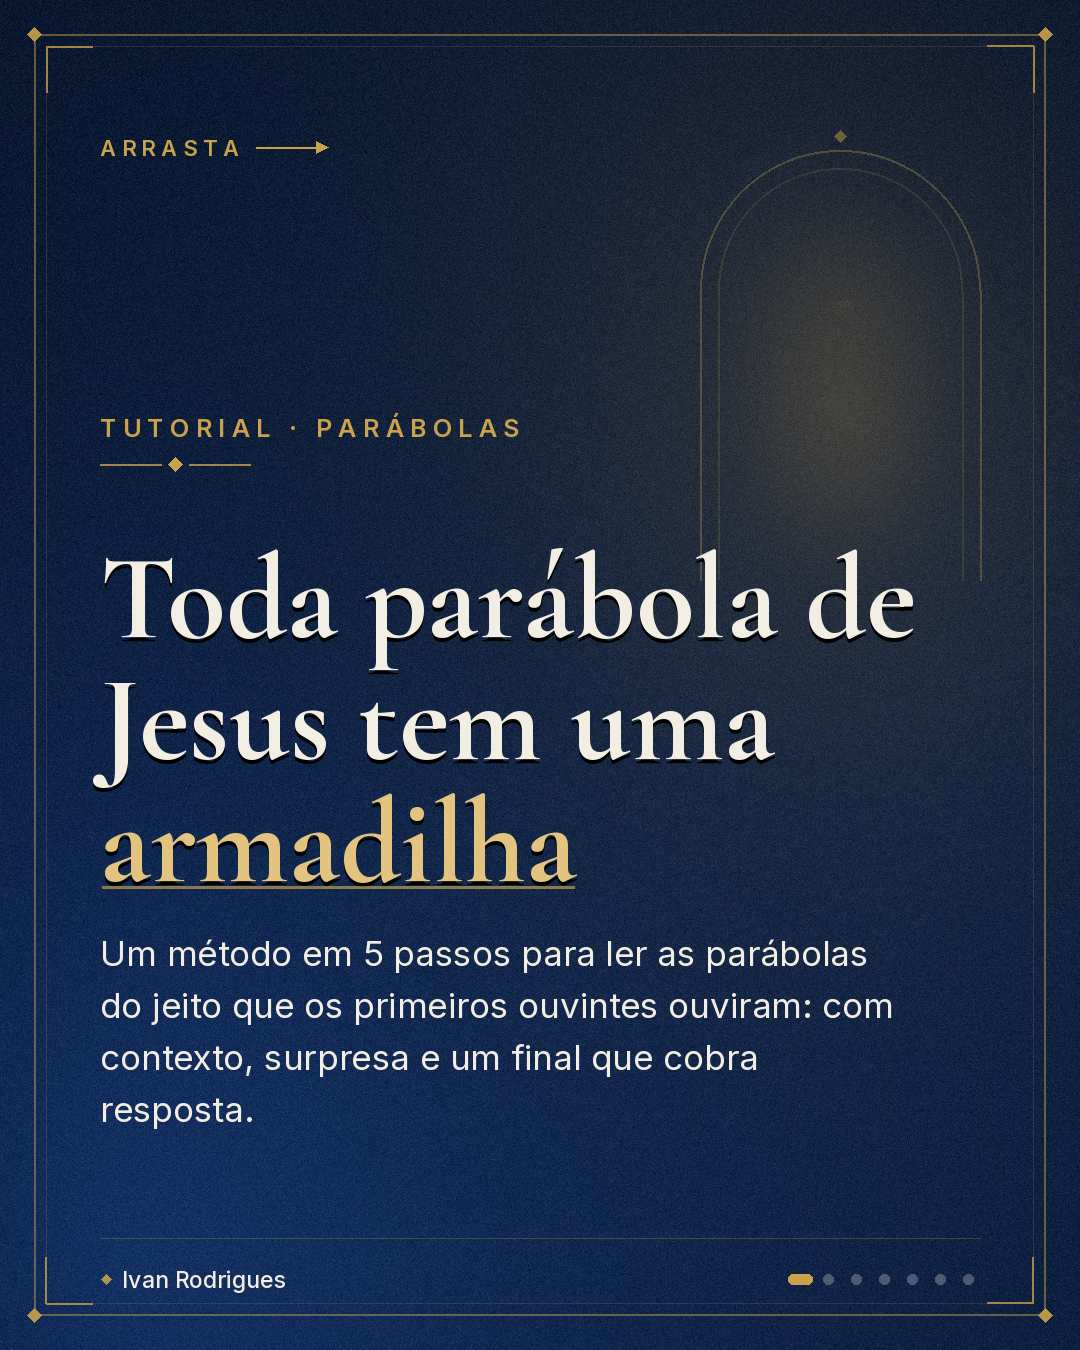 ARRASTA
TUTORIAL · PARÁBOLAS
Toda parábola de
Jesus tem uma
armadilha
Um método em 5 passos para ler as parábolas
do jeito que os primeiros ouvintes ouviram: com
contexto, surpresa e um final que cobra
resposta.
Ivan Rodrigues